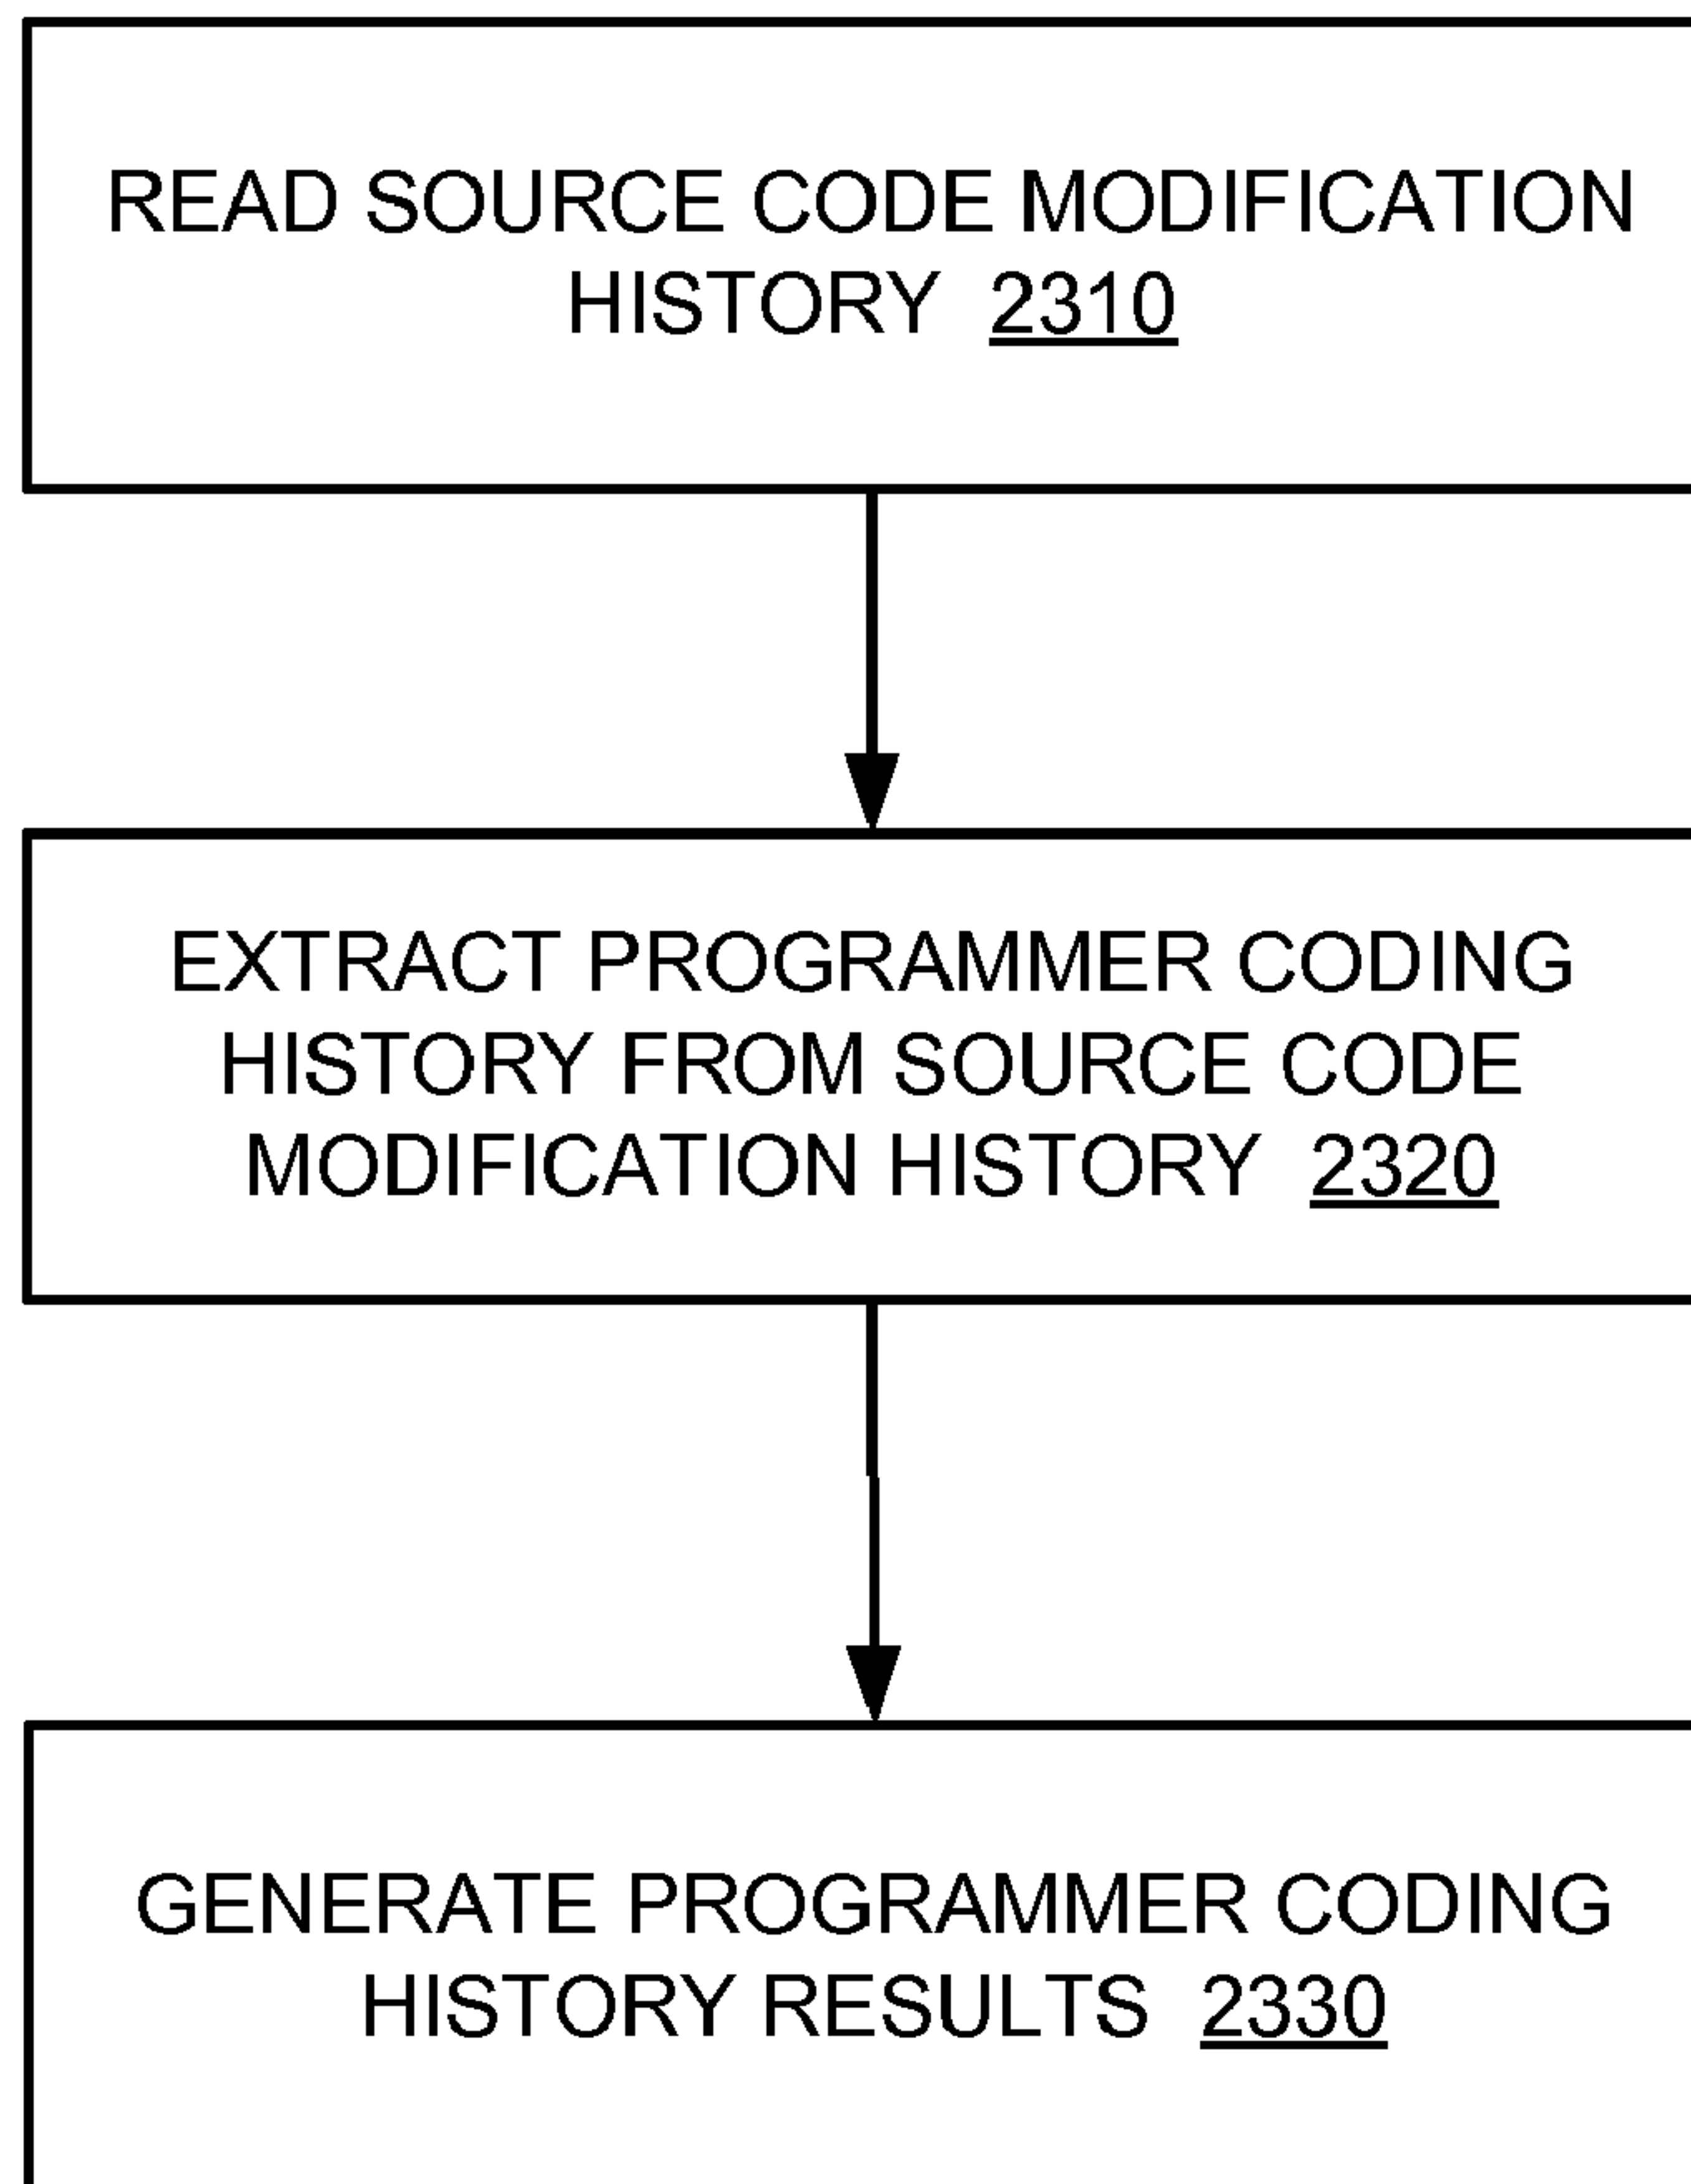 READ SOURCE CODE MODIFICATION
HISTORY 2310
EXTRACT PROGRAMMER CODING
HISTORY FROM SOURCE CODE
MODIFICATION HISTORY 2320
GENERATE PROGRAMMER CODING
HISTORY RESULTS 2330